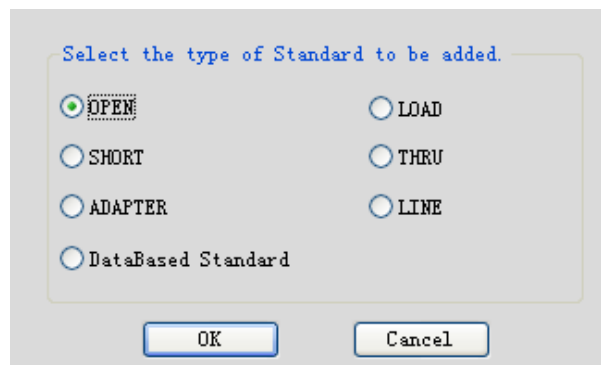 Select the type of Standard to be added.
OPEN LOAD
SHORT THRU
ADAPTER LINE
DataBased Standard
OK Cancel